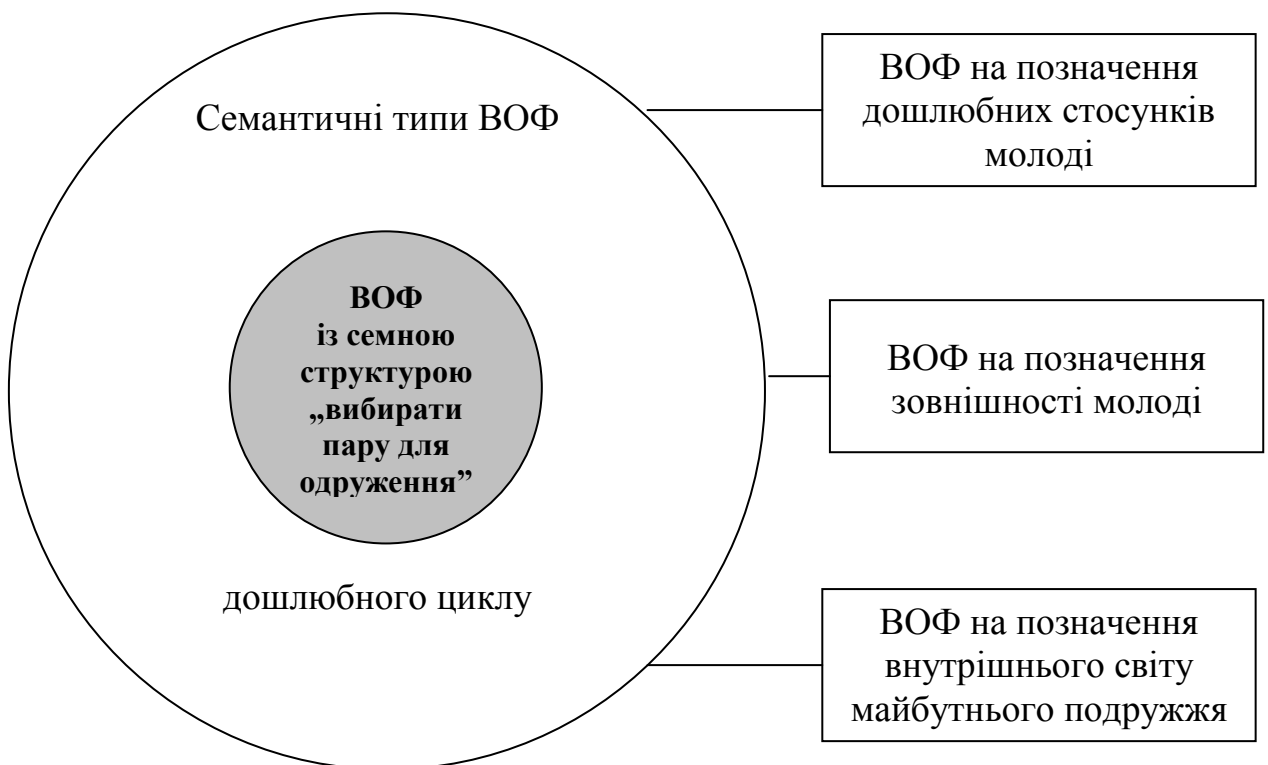 Семантичні типи ВОФ
ВОФ
із семною
структурою
„вибирати
пару для
одруження”
дошлюбного циклу
ВОФ на позначення
дошлюбних стосунків
молоді
ВОФ на позначення
зовнішності молоді
ВОФ на позначення
внутрішнього світу
майбутнього подружжя